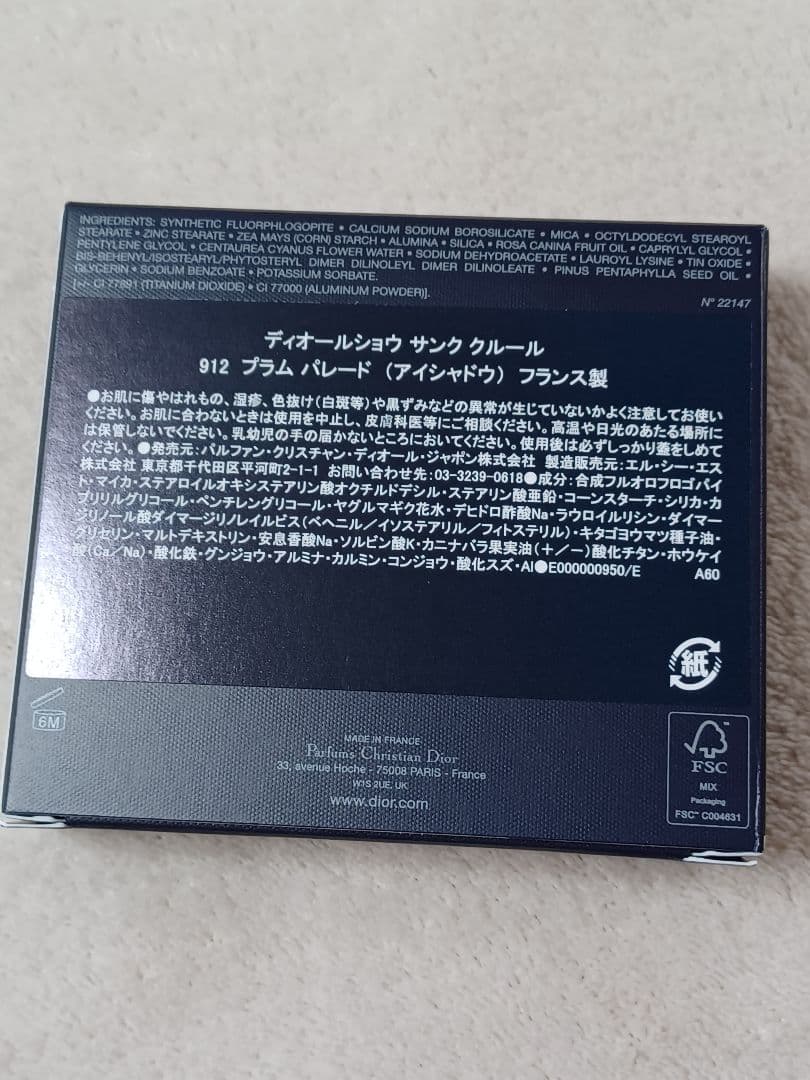 INGREDIENTS: SYNTHETIC FLUORPHLOGOPITE • CALCIUM SODIUM BOROSILICATE • MICA • OCTYLDODECYL STEAROYL
STEARATE • ZINC STEARATE • ZEA MAYS (CORN) STARCH • ALUMINA • SILICA • ROSA CANINA FRUIT OIL • CAPRYLYL GLYCOL •
PENTYLENE GLYCOL • CENTAUREA CYANUS FLOWER WATER • SODIUM DEHYDROACETATE • LAUROYL LYSINE • TIN OXIDE •
BIS-BEHENYL/ISOSTEARYL/PHYTOSTERYL DIMER DILINOLEYL DIMER DILINOLEATE • PINUS PENTAPHYLLA SEED OIL •
GLYCERIN • SODIUM BENZOATE • POTASSIUM SORBATE.
[+/- CI 77891 (TITANIUM DIOXIDE) • CI 77000 (ALUMINUM POWDER)].
N° 22147
ディオールショウ サンク クルール
912 プラム パレード (アイシャドウ) フランス製
●お肌に傷やはれもの、湿疹、色抜け(白斑等)や黒ずみなどの異常が生じていないかよく注意してお使い
ください。お肌に合わないときは使用を中止し、皮膚科医等にご相談ください。高温や日光のあたる場所に
は保管しないでください。乳幼児の手の届かないところにおいてください。使用後は必ずしっかり蓋をしめて
ください。●発売元:パルファン・クリスチャン・ディオール・ジャポン株式会社 製造販売元:エル・シー・エス
株式会社 東京都千代田区平河町2-1-1 お問い合わせ先:03-3239-0618●成分:合成フルオロフロゴパイ
ト・マイカ・ステアロイルオキシステアリン酸オクチルドデシル・ステアリン酸亜鉛・コーンスターチ・シリカ・カ
プリリルグリコール・ペンチレングリコール・ヤグルマギク花水・デヒドロ酢酸Na・ラウロイルリシン・ダイマー
ジリノール酸ダイマージリノレイルビス(ベヘニル/イソステアリル/フィトステリル)・キタゴヨウマツ種子油・
グリセリン・マルトデキストリン・安息香酸Na・ソルビン酸K・カニナバラ果実油(+/-)酸化チタン・ホウケイ
酸(Ca/Na)・酸化鉄・グンジョウ・アルミナ・カルミン・コンジョウ・酸化スズ・Al●E000000950/E A60
紙
6M
MADE IN FRANCE
Parfums Christian Dior
33, avenue Hoche - 75008 PARIS - France
W1S 2UE, UK
www.dior.com
FSC
MIX
Packaging
FSC™ C004631